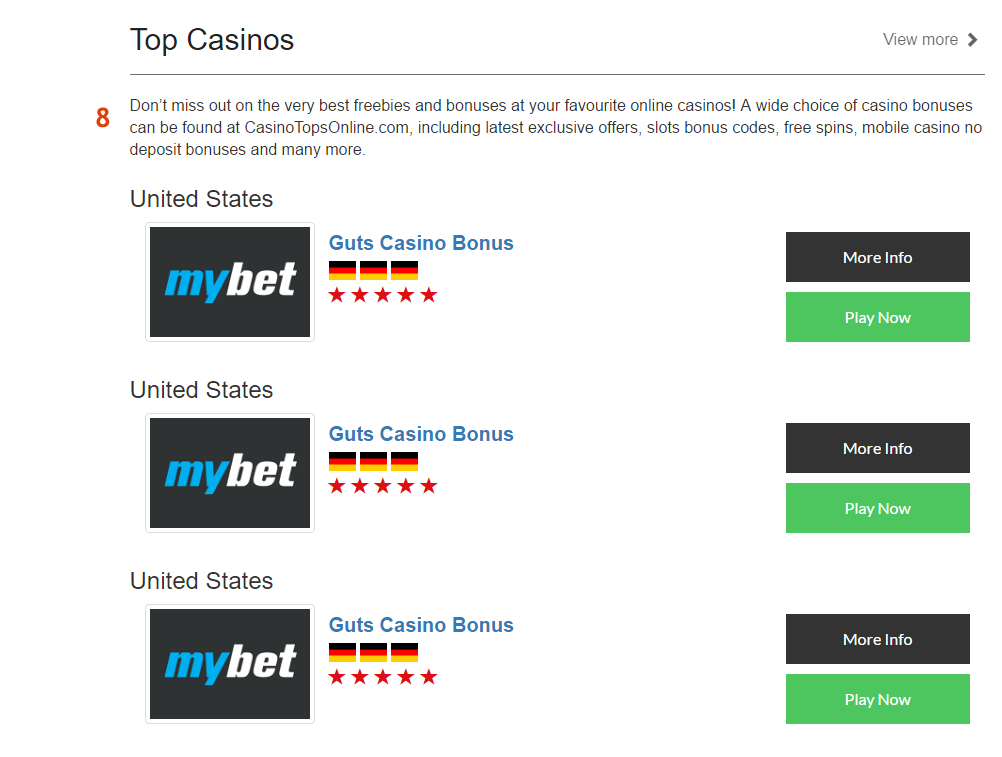 Top Casinos
View more
8
Don’t miss out on the very best freebies and bonuses at your favourite online casinos! A wide choice of casino bonuses
can be found at CasinoTopsOnline.com, including latest exclusive offers, slots bonus codes, free spins, mobile casino no
deposit bonuses and many more.
United States
mybet
Guts Casino Bonus
More Info
Play Now
United States
mybet
Guts Casino Bonus
More Info
Play Now
United States
mybet
Guts Casino Bonus
More Info
Play Now